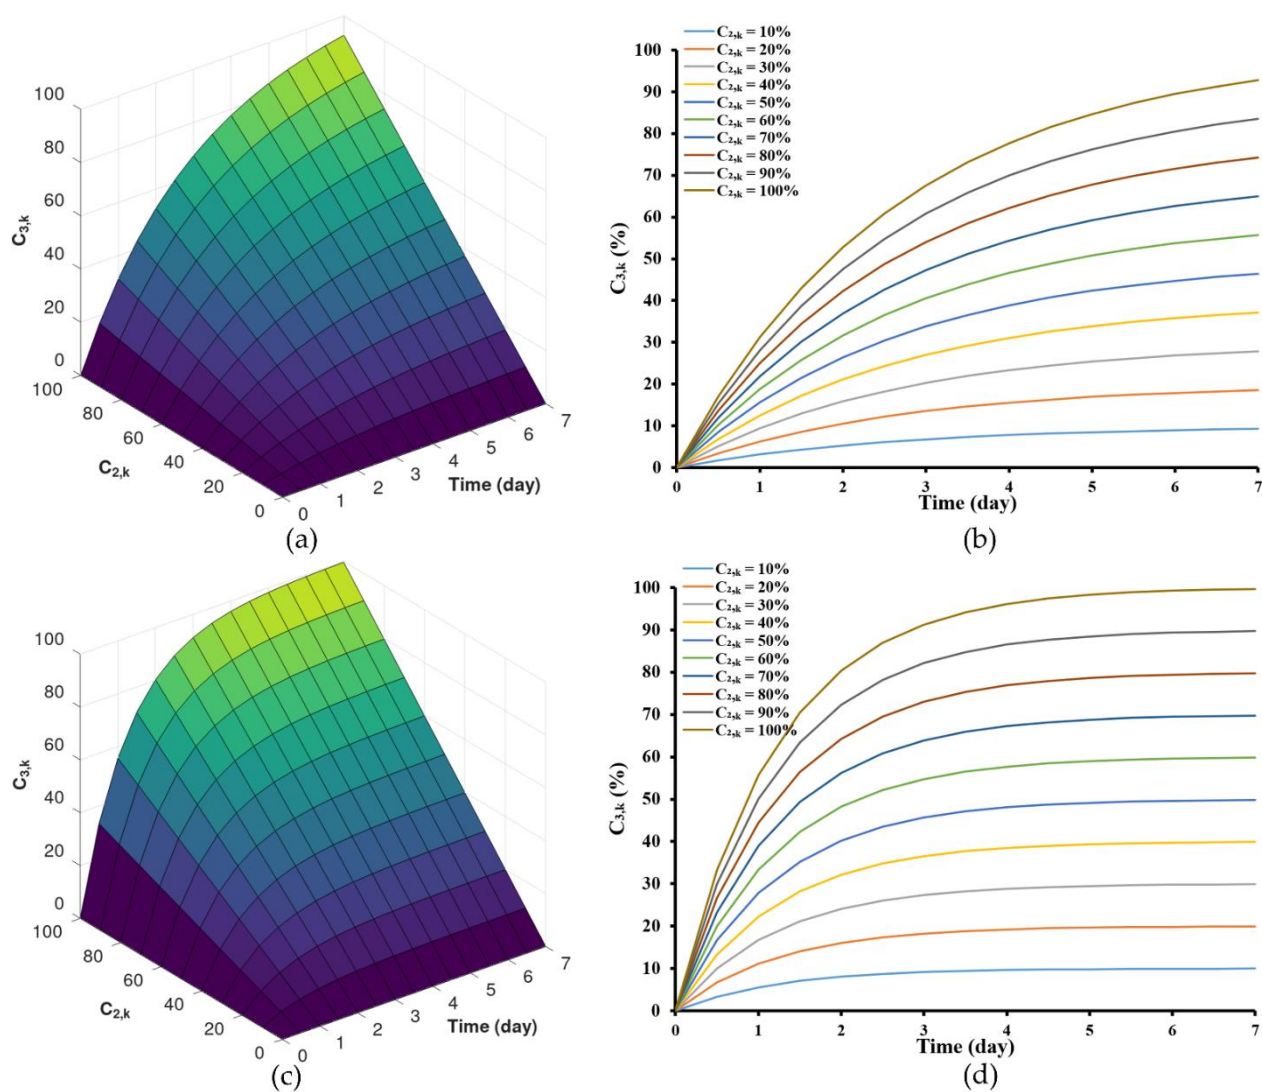 100
80
60
40
20
0
C3,k
100
80
60
40
20
0
C2,k
0
1
2
3
4
5
6
7
Time (day)
(a)
C₂,ₖ = 10%
C₂,ₖ = 20%
C₂,ₖ = 30%
C₂,ₖ = 40%
C₂,ₖ = 50%
C₂,ₖ = 60%
C₂,ₖ = 70%
C₂,ₖ = 80%
C₂,ₖ = 90%
C₂,ₖ = 100%
100
90
80
70
60
50
40
30
20
10
0
C3,k (%)
0 1 2 3 4 5 6 7
Time (day)
(b)
100
80
60
40
20
0
C3,k
100
80
60
40
20
0
C2,k
0
1
2
3
4
5
6
7
Time (day)
(c)
C₂,ₖ = 10%
C₂,ₖ = 20%
C₂,ₖ = 30%
C₂,ₖ = 40%
C₂,ₖ = 50%
C₂,ₖ = 60%
C₂,ₖ = 70%
C₂,ₖ = 80%
C₂,ₖ = 90%
C₂,ₖ = 100%
100
90
80
70
60
50
40
30
20
10
0
C3,k (%)
0 1 2 3 4 5 6 7
Time (day)
(d)